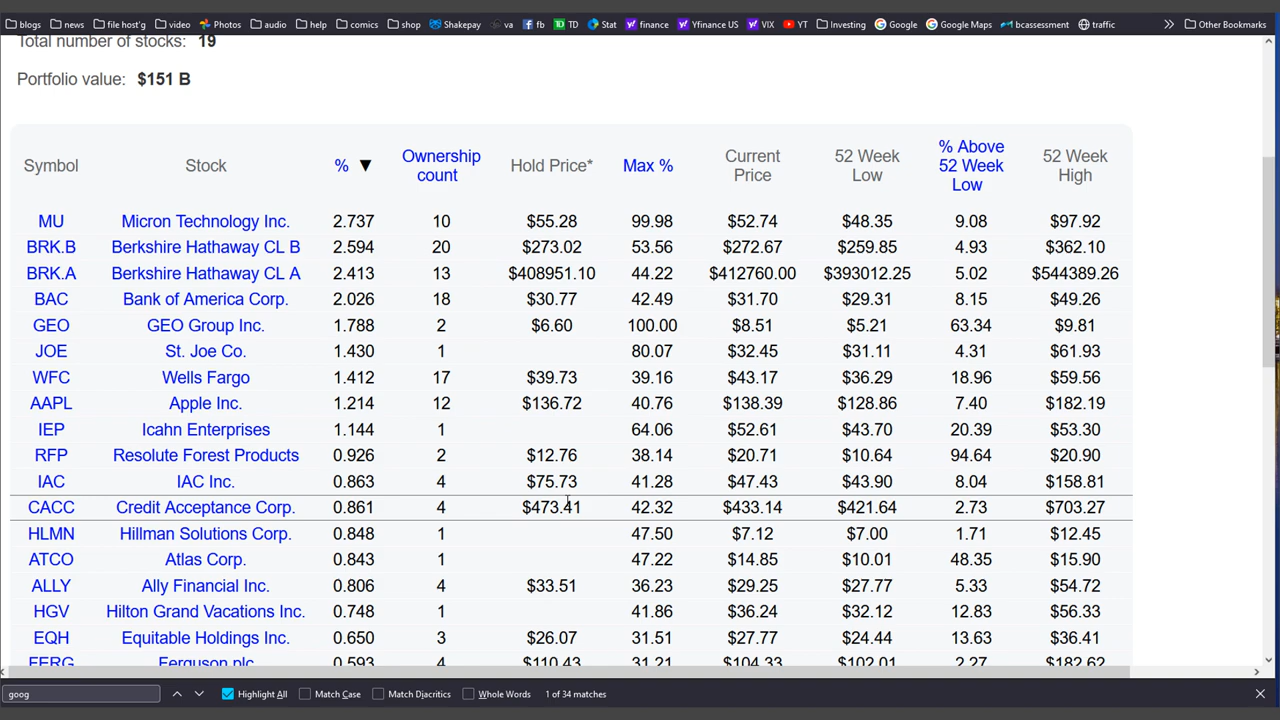 blogs news file host'g video Photos audio help comics shop Shakepay va fb TD Stat finance Yfinance US VIX YT Investing Google Google Maps bcassessment traffic » Other Bookmarks
Total number of stocks: 19
Portfolio value: $151 B
Symbol Stock % ▼ Ownership count Hold Price* Max % Current Price 52 Week Low % Above 52 Week Low 52 Week High
MU Micron Technology Inc. 2.737 10 $55.28 99.98 $52.74 $48.35 9.08 $97.92
BRK.B Berkshire Hathaway CL B 2.594 20 $273.02 53.56 $272.67 $259.85 4.93 $362.10
BRK.A Berkshire Hathaway CL A 2.413 13 $408951.10 44.22 $412760.00 $393012.25 5.02 $544389.26
BAC Bank of America Corp. 2.026 18 $30.77 42.49 $31.70 $29.31 8.15 $49.26
GEO GEO Group Inc. 1.788 2 $6.60 100.00 $8.51 $5.21 63.34 $9.81
JOE St. Joe Co. 1.430 1 80.07 $32.45 $31.11 4.31 $61.93
WFC Wells Fargo 1.412 17 $39.73 39.16 $43.17 $36.29 18.96 $59.56
AAPL Apple Inc. 1.214 12 $136.72 40.76 $138.39 $128.86 7.40 $182.19
IEP Icahn Enterprises 1.144 1 64.06 $52.61 $43.70 20.39 $53.30
RFP Resolute Forest Products 0.926 2 $12.76 38.14 $20.71 $10.64 94.64 $20.90
IAC IAC Inc. 0.863 4 $75.73 41.28 $47.43 $43.90 8.04 $158.81
CACC Credit Acceptance Corp. 0.861 4 $473.41 42.32 $433.14 $421.64 2.73 $703.27
HLMN Hillman Solutions Corp. 0.848 1 47.50 $7.12 $7.00 1.71 $12.45
ATCO Atlas Corp. 0.843 1 47.22 $14.85 $10.01 48.35 $15.90
ALLY Ally Financial Inc. 0.806 4 $33.51 36.23 $29.25 $27.77 5.33 $54.72
HGV Hilton Grand Vacations Inc. 0.748 1 41.86 $36.24 $32.12 12.83 $56.33
EQH Equitable Holdings Inc. 0.650 3 $26.07 31.51 $27.77 $24.44 13.63 $36.41
FERG Ferguson plc 0.593 4 $110.43 31.21 $104.33 $102.01 2.27 $182.62
goog Highlight All Match Case Match Diacritics Whole Words 1 of 34 matches